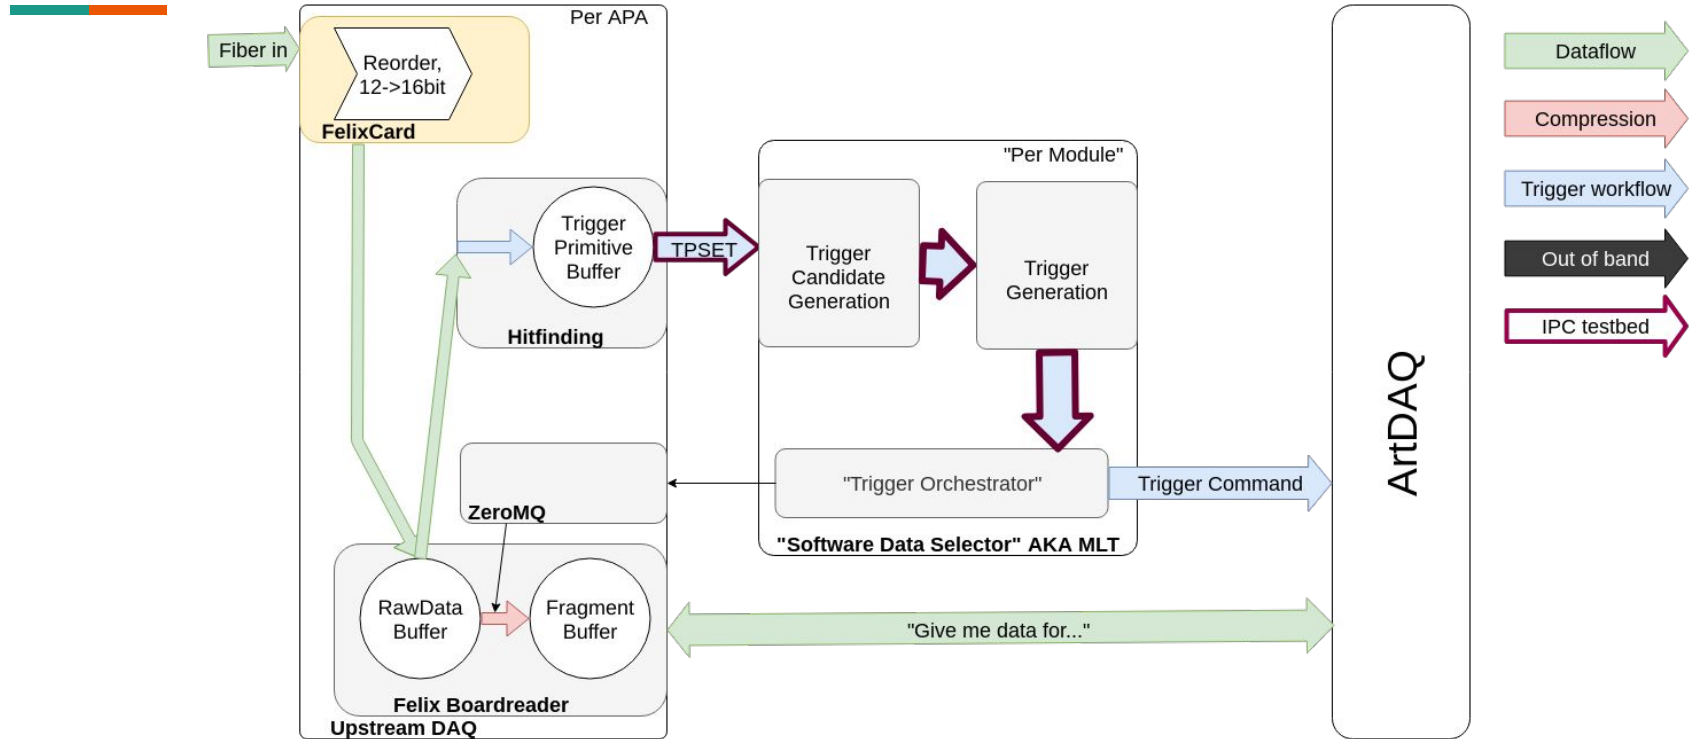 Per APA
Fiber in
Reorder,
12->16bit
FelixCard
Trigger
Primitive
Buffer
Hitfinding
TPSET
"Per Module"
Trigger
Candidate
Generation
Trigger
Generation
ZeroMQ
"Trigger Orchestrator"
Trigger Command
"Software Data Selector" AKA MLT
RawData
Buffer
Fragment
Buffer
Felix Boardreader
Upstream DAQ
"Give me data for..."
ArtDAQ
Dataflow
Compression
Trigger workflow
Out of band
IPC testbed